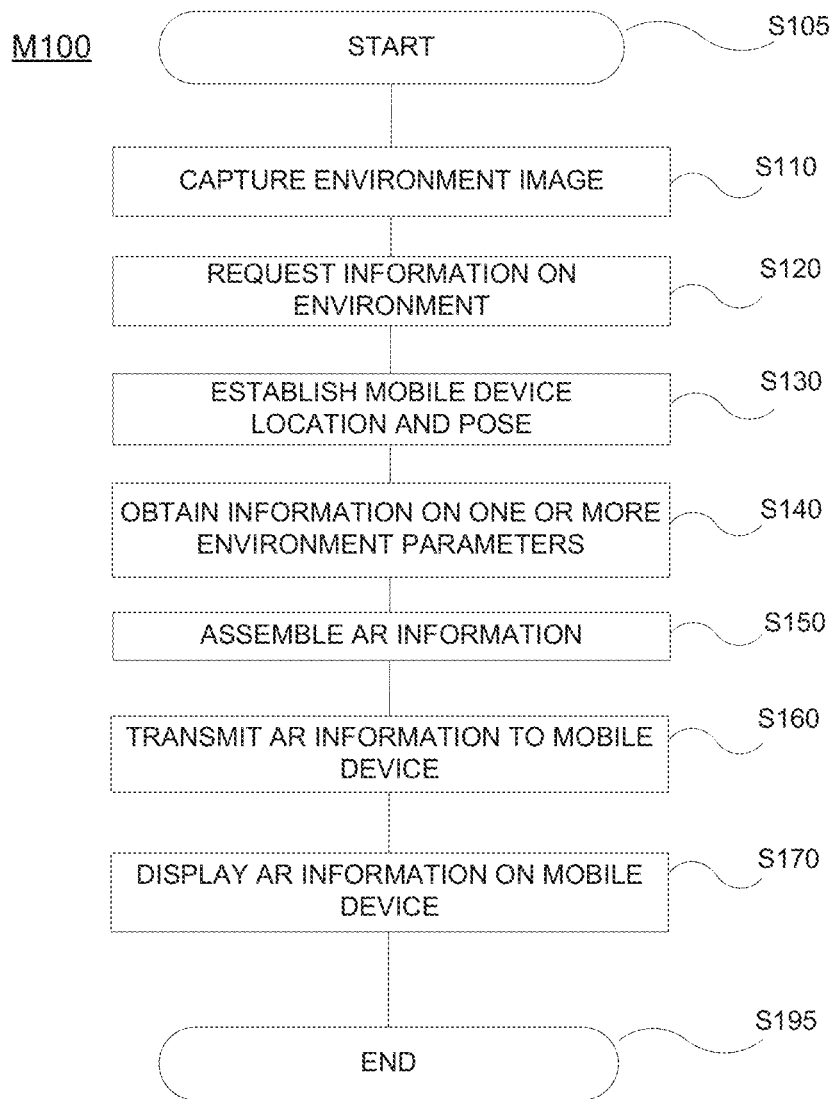 M100
START
S105
CAPTURE ENVIRONMENT IMAGE
S110
REQUEST INFORMATION ON
ENVIRONMENT
S120
ESTABLISH MOBILE DEVICE
LOCATION AND POSE
S130
OBTAIN INFORMATION ON ONE OR MORE
ENVIRONMENT PARAMETERS
S140
ASSEMBLE AR INFORMATION
S150
TRANSMIT AR INFORMATION TO MOBILE
DEVICE
S160
DISPLAY AR INFORMATION ON MOBILE
DEVICE
S170
END
S195